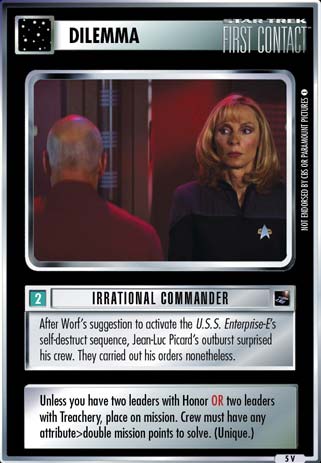 DILEMMA
STAR TREK
FIRST CONTACT
NOT ENDORSED BY CBS OR PARAMOUNT PICTURES
2
IRRATIONAL COMMANDER
After Worf's suggestion to activate the U.S.S. Enterprise-E's
self-destruct sequence, Jean-Luc Picard's outburst surprised
his crew. They carried out his orders nonetheless.
Unless you have two leaders with Honor OR two leaders
with Treachery, place on mission. Crew must have any
attribute>double mission points to solve. (Unique.)
5 V